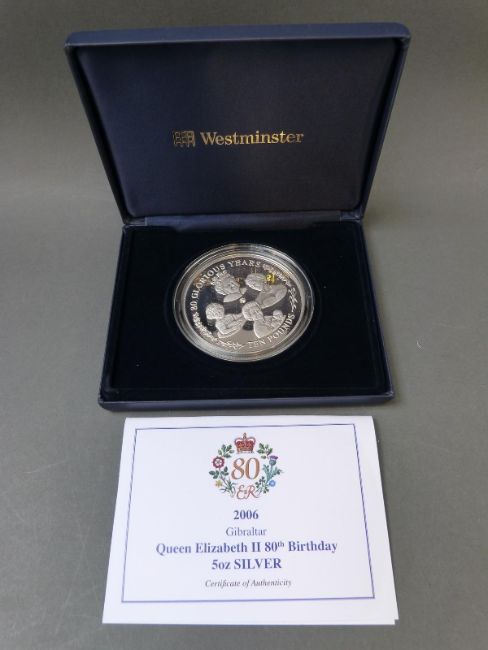 Westminster
80 GLORIOUS YEARS
TEN POUNDS
80
EIIR
2006
Gibraltar
Queen Elizabeth II 80th Birthday
5oz SILVER
Certificate of Authenticity